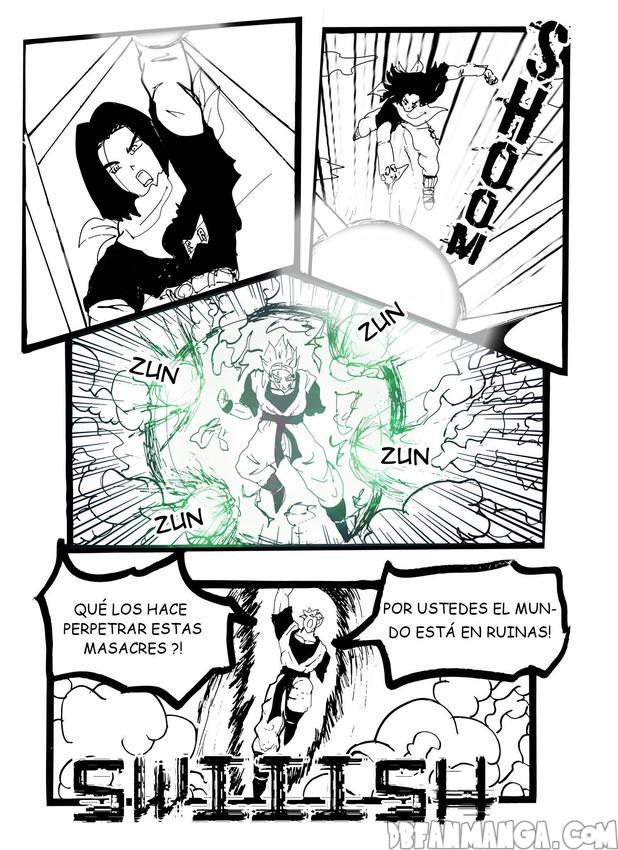 SHOOM
ZUN
ZUN
ZUN
ZUN
QUÉ LOS HACE
PERPETRAR ESTAS
MASACRES ?!
POR USTEDES EL MUN-
DO ESTÁ EN RUINAS!
SWIIISH
DBFANMANGA.COM